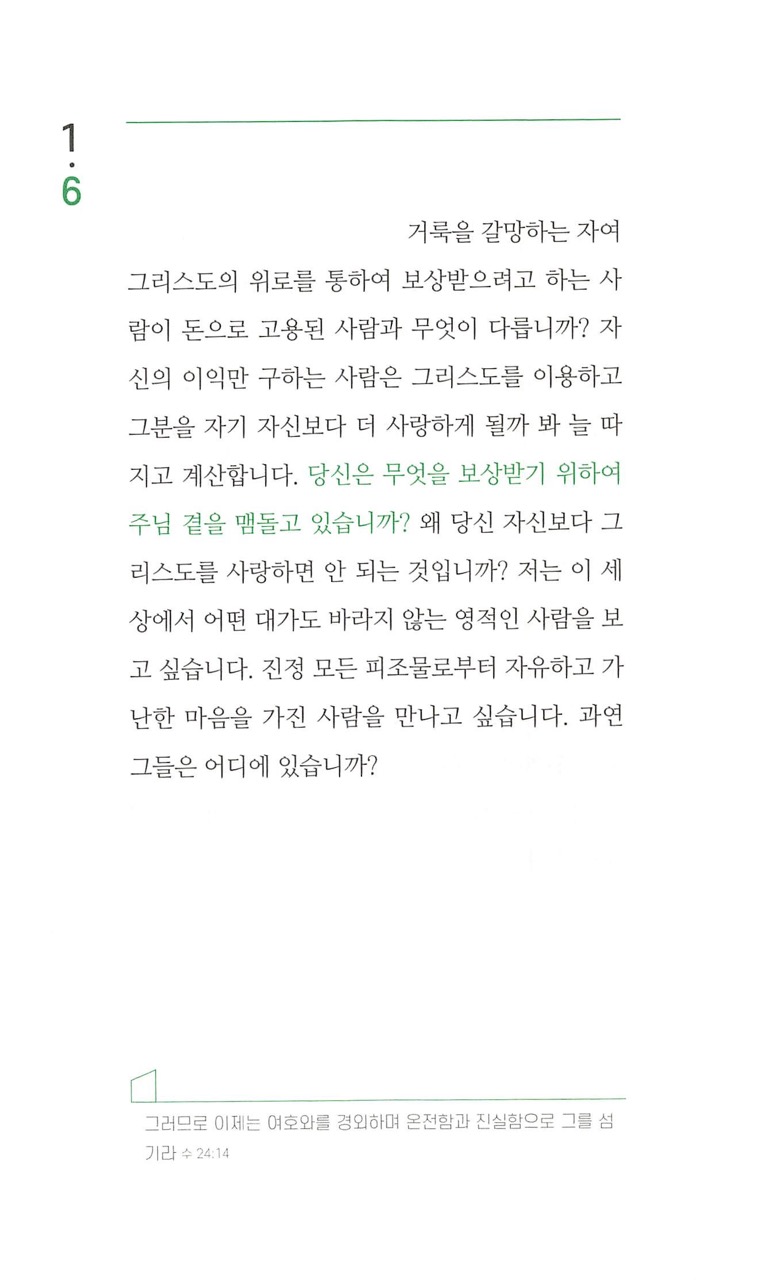 1
.
6
거룩을 갈망하는 자여
그리스도의 위로를 통하여 보상받으려고 하는 사
람이 돈으로 고용된 사람과 무엇이 다릅니까? 자
신의 이익만 구하는 사람은 그리스도를 이용하고
그분을 자기 자신보다 더 사랑하게 될까 봐 늘 따
지고 계산합니다. 당신은 무엇을 보상받기 위하여
주님 곁을 맴돌고 있습니까? 왜 당신 자신보다 그
리스도를 사랑하면 안 되는 것입니까? 저는 이 세
상에서 어떤 대가도 바라지 않는 영적인 사람을 보
고 싶습니다. 진정 모든 피조물로부터 자유하고 가
난한 마음을 가진 사람을 만나고 싶습니다. 과연
그들은 어디에 있습니까?
그러므로 이제는 여호와를 경외하며 온전함과 진실함으로 그를 섬
기라 수 24:14